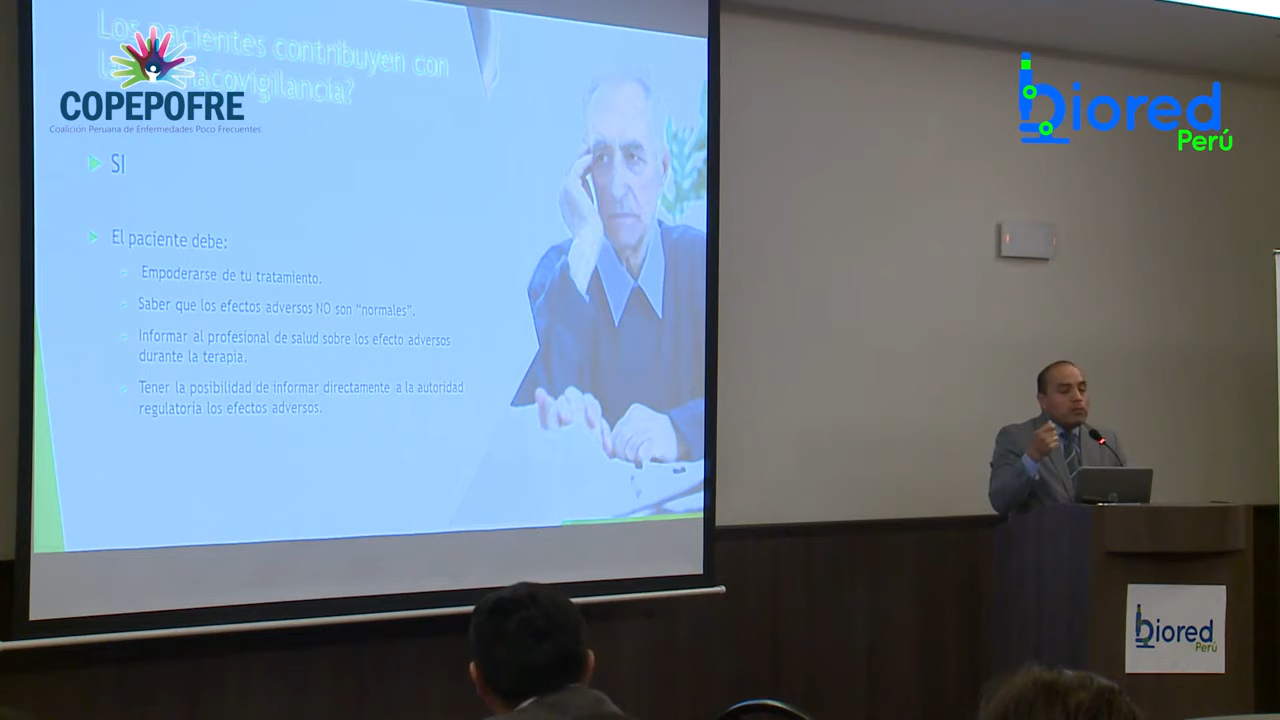 Los pacientes contribuyen con
la farmacovigilancia?
COPEPOFRE
Coalición Peruana de Enfermedades Poco Frecuentes
SI
El paciente debe:
Empoderarse de tu tratamiento.
Saber que los efectos adversos NO son “normales”.
Informar al profesional de salud sobre los efecto adversos
durante la terapia.
Tener la posibilidad de informar directamente a la autoridad
regulatoria los efectos adversos.
biored
Perú
biored
Perú